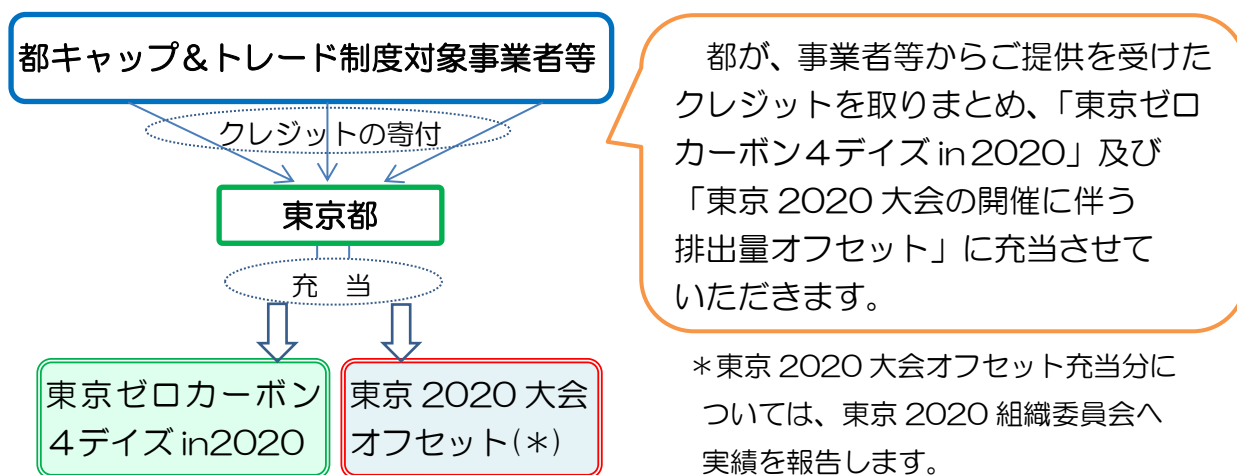 都キャップ＆トレード制度対象事業者等
クレジットの寄付
東京都
充　当
東京ゼロカーボン
４デイズin2020
東京2020大会
オフセット(＊)
都が、事業者等からご提供を受けた
クレジットを取りまとめ、「東京ゼロ
カーボン４デイズin2020」及び
「東京2020大会の開催に伴う
排出量オフセット」に充当させて
いただきます。
＊東京2020大会オフセット充当分に
ついては、東京2020組織委員会へ
実績を報告します。